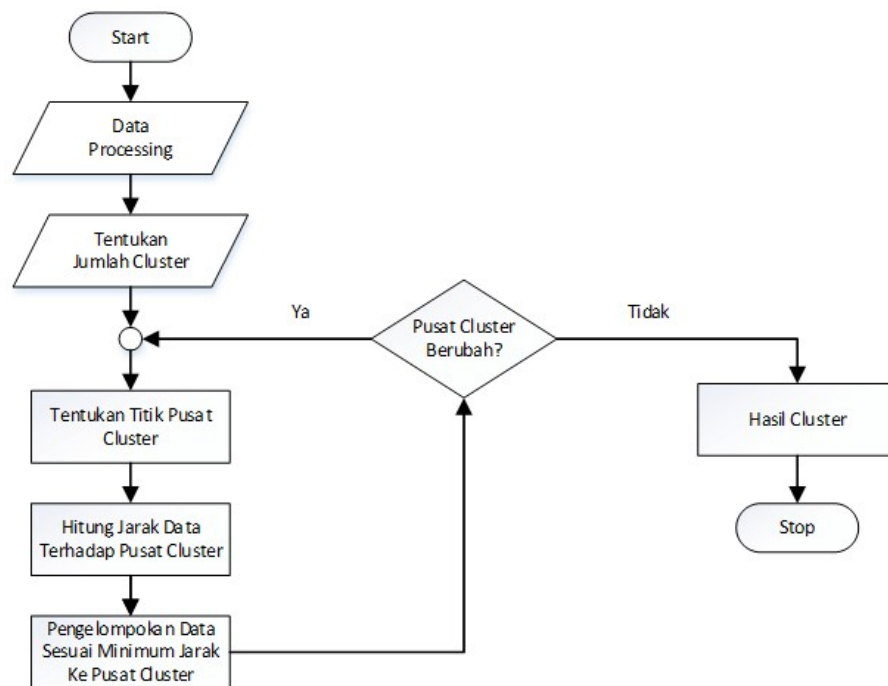 Start
Data
Processing
Tentukan
Jumlah Cluster
Ya
Pusat Cluster
Berubah?
Tidak
Tentukan Titik Pusat
Cluster
Hasil Cluster
Hitung Jarak Data
Terhadap Pusat Cluster
Stop
Pengelompokan Data
Sesuai Minimum Jarak
Ke Pusat Cluster